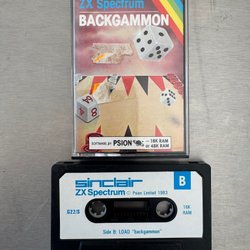 ZX Spectrum
BACKGAMMON
SOFTWARE BY PSION
16K RAM
or 48K RAM
sinclair
ZX Spectrum © Psion Limited 1983
B
G22/S
16K
RAM
Side B: LOAD "backgammon"